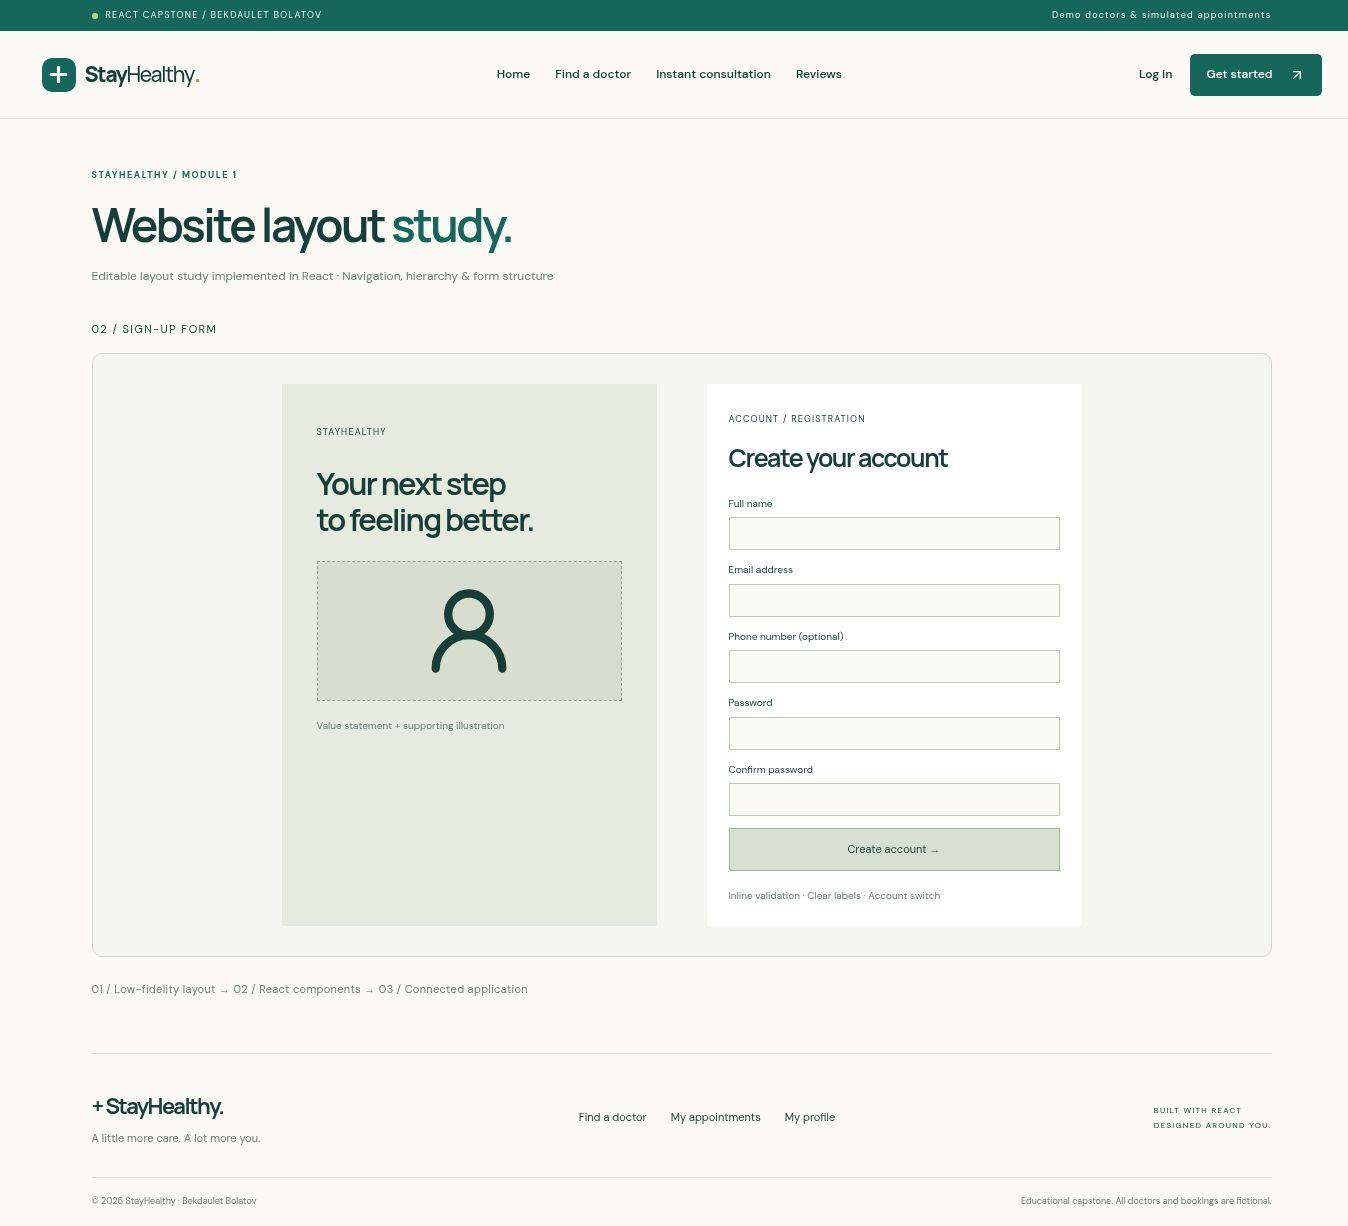 REACT CAPSTONE / BEKDAULET BOLATOV
Demo doctors & simulated appointments
StayHealthy.
Home
Find a doctor
Instant consultation
Reviews
Log in
Get started
STAYHEALTHY / MODULE 1
Website layout study.
Editable layout study implemented in React · Navigation, hierarchy & form structure
02 / SIGN-UP FORM
STAYHEALTHY
Your next step
to feeling better.
Value statement + supporting illustration
ACCOUNT / REGISTRATION
Create your account
Full name
Email address
Phone number (optional)
Password
Confirm password
Create account →
Inline validation · Clear labels · Account switch
01 / Low-fidelity layout → 02 / React components → 03 / Connected application
+ StayHealthy.
A little more care. A lot more you.
Find a doctor
My appointments
My profile
BUILT WITH REACT
DESIGNED AROUND YOU.
© 2026 StayHealthy · Bekdaulet Bolatov
Educational capstone. All doctors and bookings are fictional.